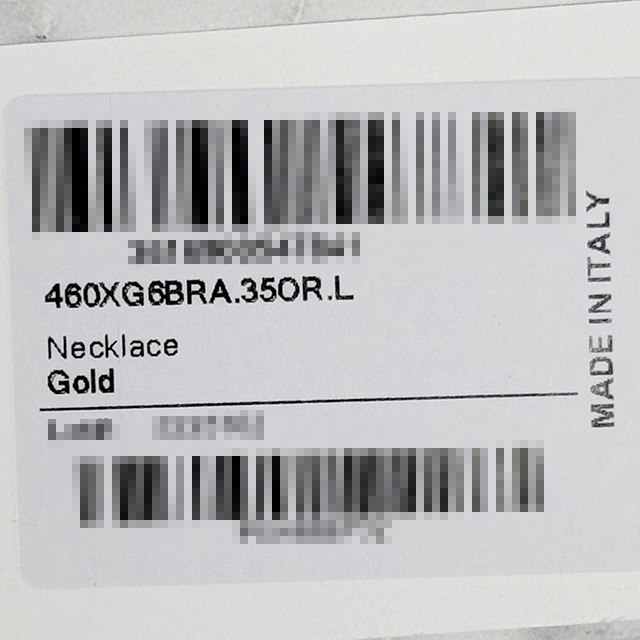 460XG6BRA.35OR.L
Necklace
Gold
MADE IN ITALY